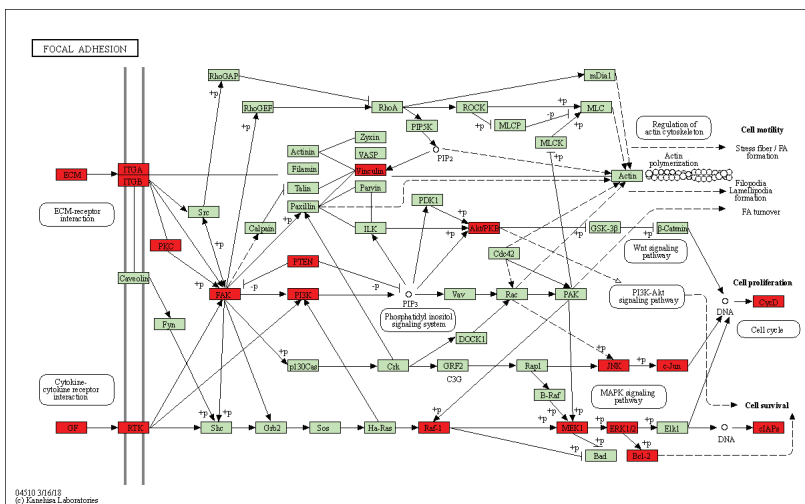 FOCAL ADHESION
RhoGAP
mDia1
+p
RhoGEF
RhoA
ROCK
+p
MLC
PIP5K
+p
-p
MLCP
+p
MLCK
Regulation of
actin cytoskeleton
Cell motility
Stress fiber / FA
formation
Zyxin
Actinin
VASP
PIP2
Actin
polymerization
ECM
ITGA
ITGB
Filamin
Vinculin
Actin
Talin
Parvin
Filopodia
Lamellipodia
formation
ECM-receptor
interaction
Src
Paxillin
PDK1
+p
FA turnover
+p
Calpain
+p
ILK
Akt/PKB
+p
GSK-3β
+p
β-Catenin
PKC
PTEN
Cdc42
Wnt signaling
pathway
Caveolin
+p
-p
-p
FAK
PI3K
PIP3
Vav
Rac
PAK
PI3K-Akt
signaling pathway
Cell proliferation
DNA
CycD
Phosphatidyl inositol
signaling system
Fyn
DOCK1
+p
Cell cycle
+p
p130Cas
Crk
GRF2
C3G
Rap1
JNK
+p
c-Jun
Cytokine-
cytokine receptor
interaction
B-Raf
MAPK signaling
pathway
Cell survival
+p
+p
+p
+p
+p
+p
+p
GF
RTK
Shc
Grb2
Sos
Ha-Ras
Raf-1
MEK1
ERK1/2
Elk1
DNA
cIAPs
+p
+p
Bad
Bcl-2
04510 3/16/18
(c) Kanehisa Laboratories